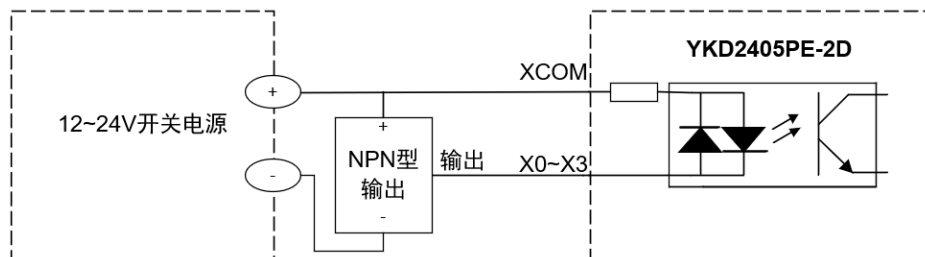 YKD2405PE-2D
XCOM
+
12~24V开关电源
+
NPN型
输出
输出
X0~X3
-
-